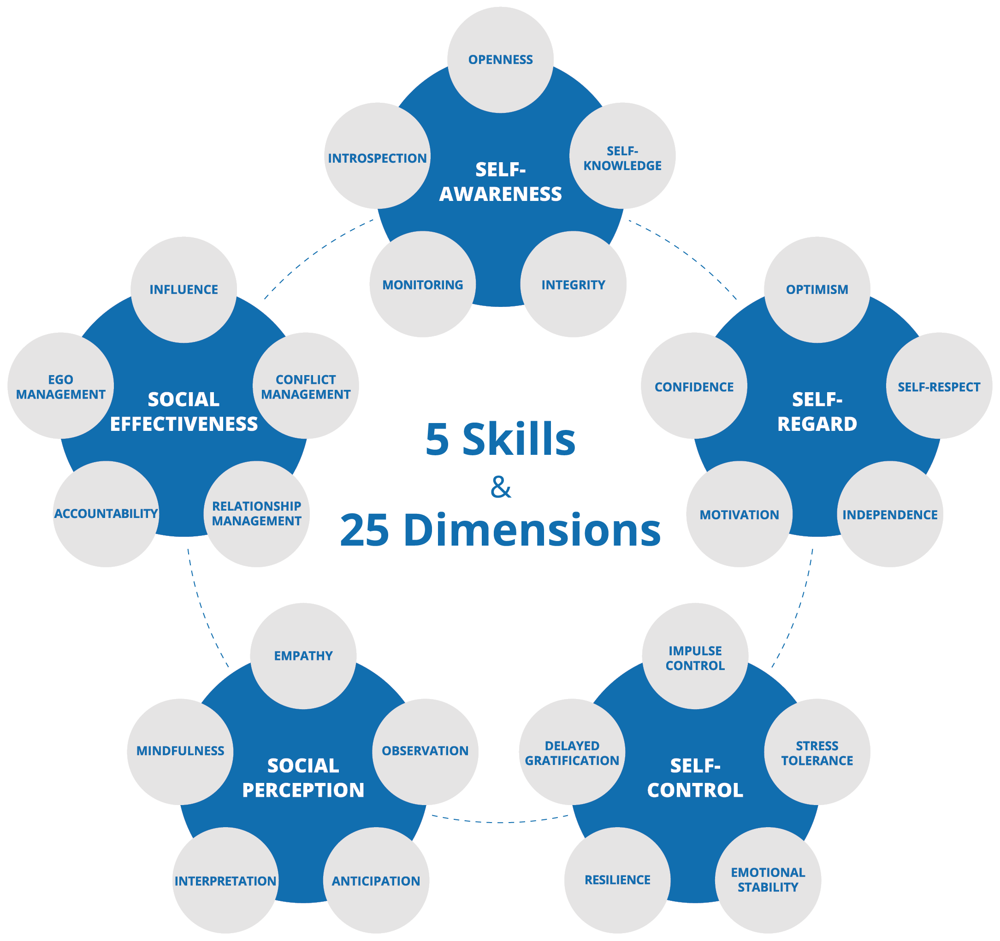 OPENNESS
INTROSPECTION
SELF-
KNOWLEDGE
SELF-
AWARENESS
MONITORING
INTEGRITY
INFLUENCE
EGO
MANAGEMENT
CONFLICT
MANAGEMENT
SOCIAL
EFFECTIVENESS
ACCOUNTABILITY
RELATIONSHIP
MANAGEMENT
OPTIMISM
CONFIDENCE
SELF-RESPECT
SELF-
REGARD
MOTIVATION
INDEPENDENCE
5 Skills
&
25 Dimensions
EMPATHY
MINDFULNESS
OBSERVATION
SOCIAL
PERCEPTION
INTERPRETATION
ANTICIPATION
IMPULSE
CONTROL
DELAYED
GRATIFICATION
STRESS
TOLERANCE
SELF-
CONTROL
RESILIENCE
EMOTIONAL
STABILITY